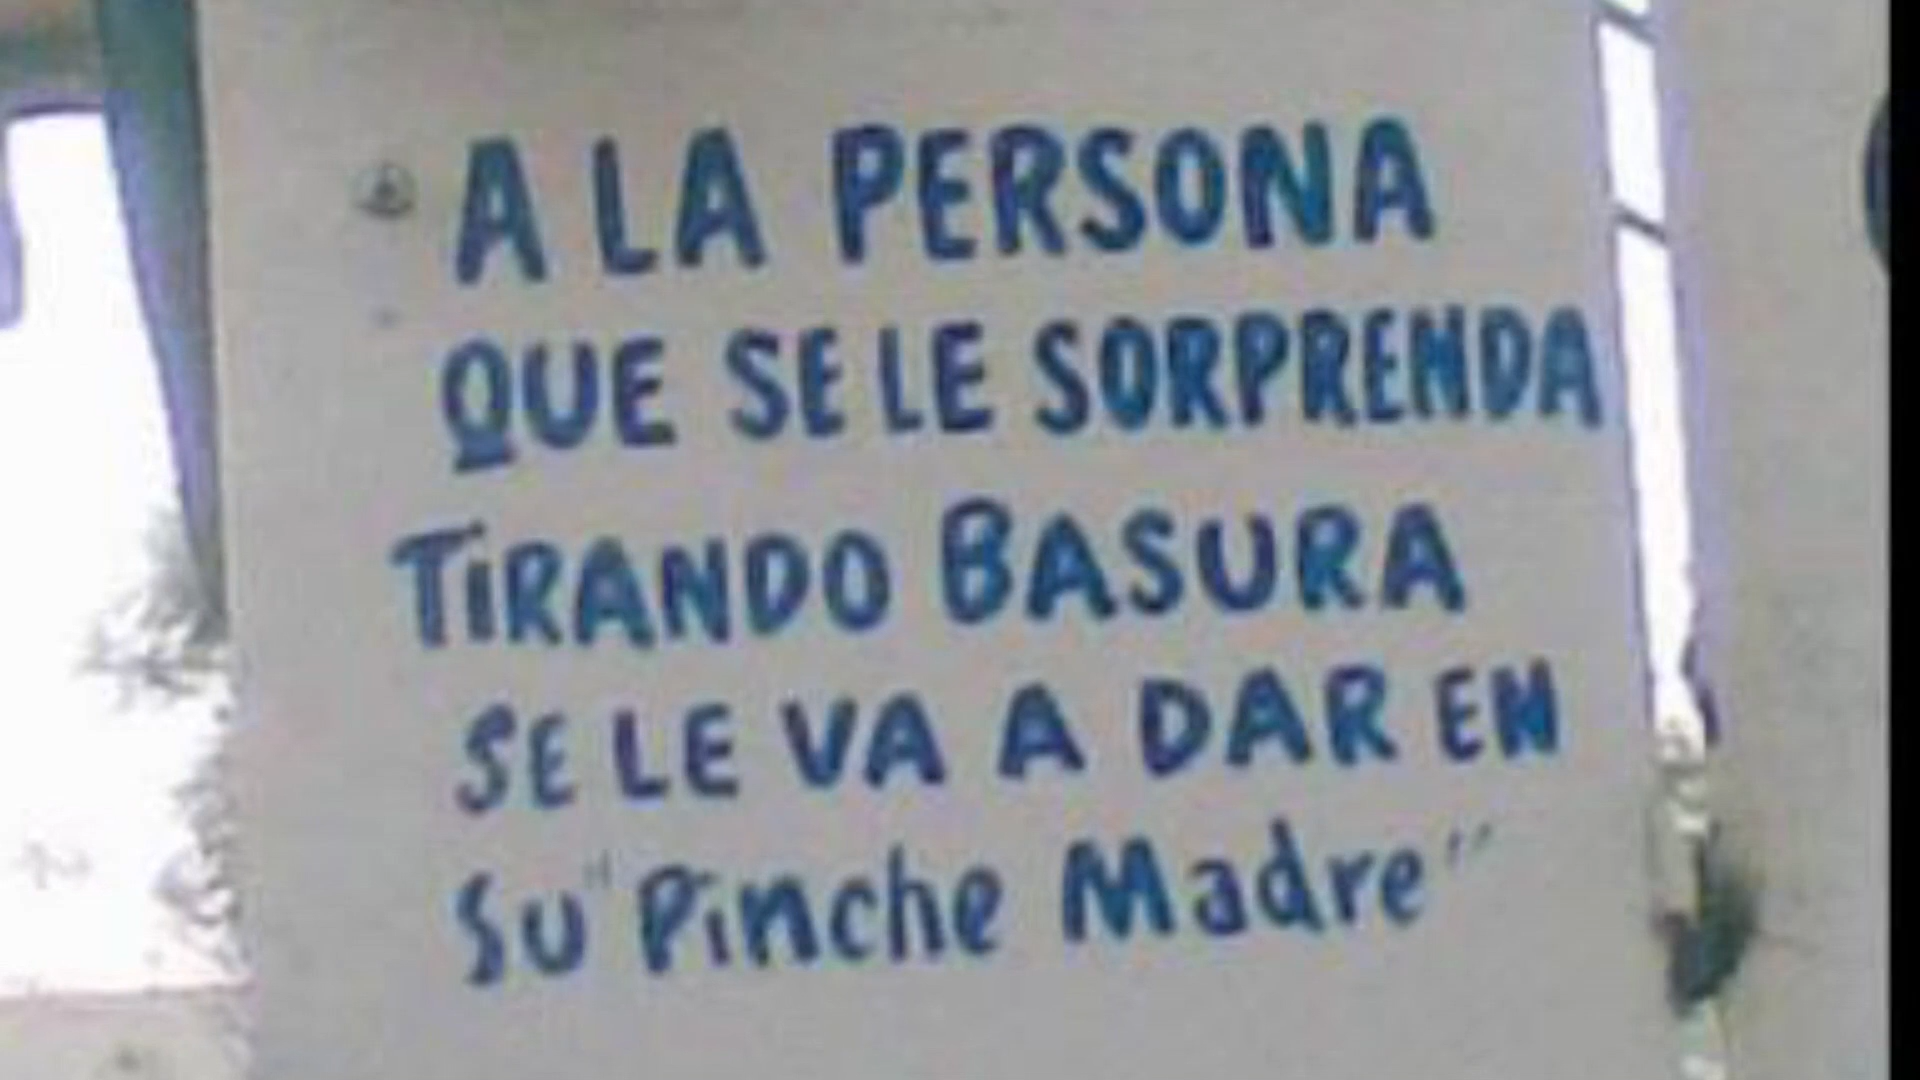 A LA PERSONA
QUE SE LE SORPRENDA
TIRANDO BASURA
SE LE VA A DAR EN
SU "Pinche Madre"